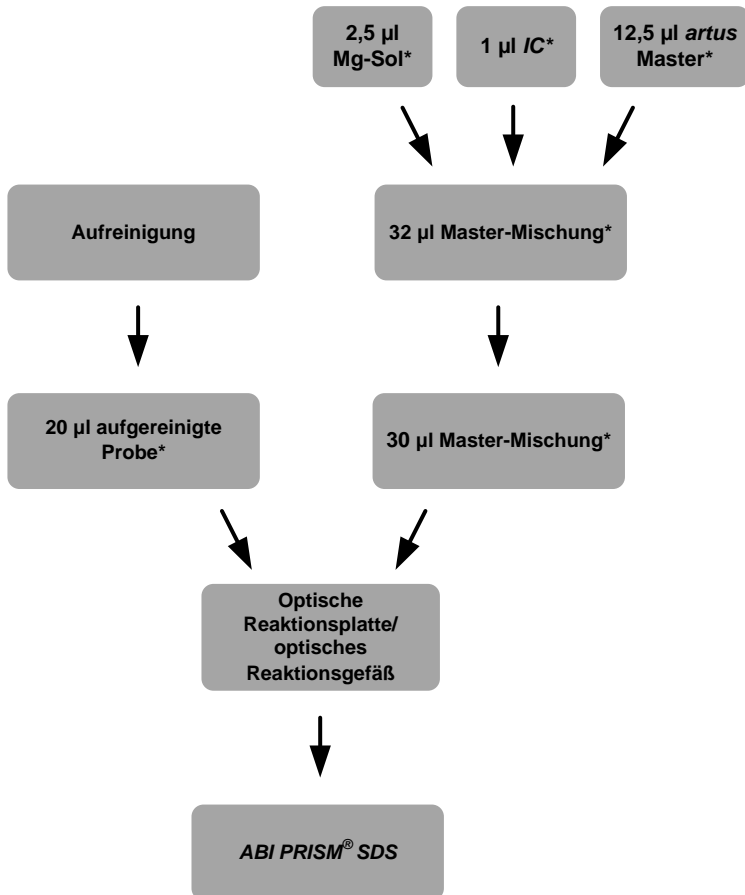 2,5 µl
Mg-Sol*
1 µl IC*
12,5 µl artus
Master*
Aufreinigung
32 µl Master-Mischung*
20 µl aufgereinigte
Probe*
30 µl Master-Mischung*
Optische
Reaktionsplatte/
optisches
Reaktionsgefäß
ABI PRISM® SDS